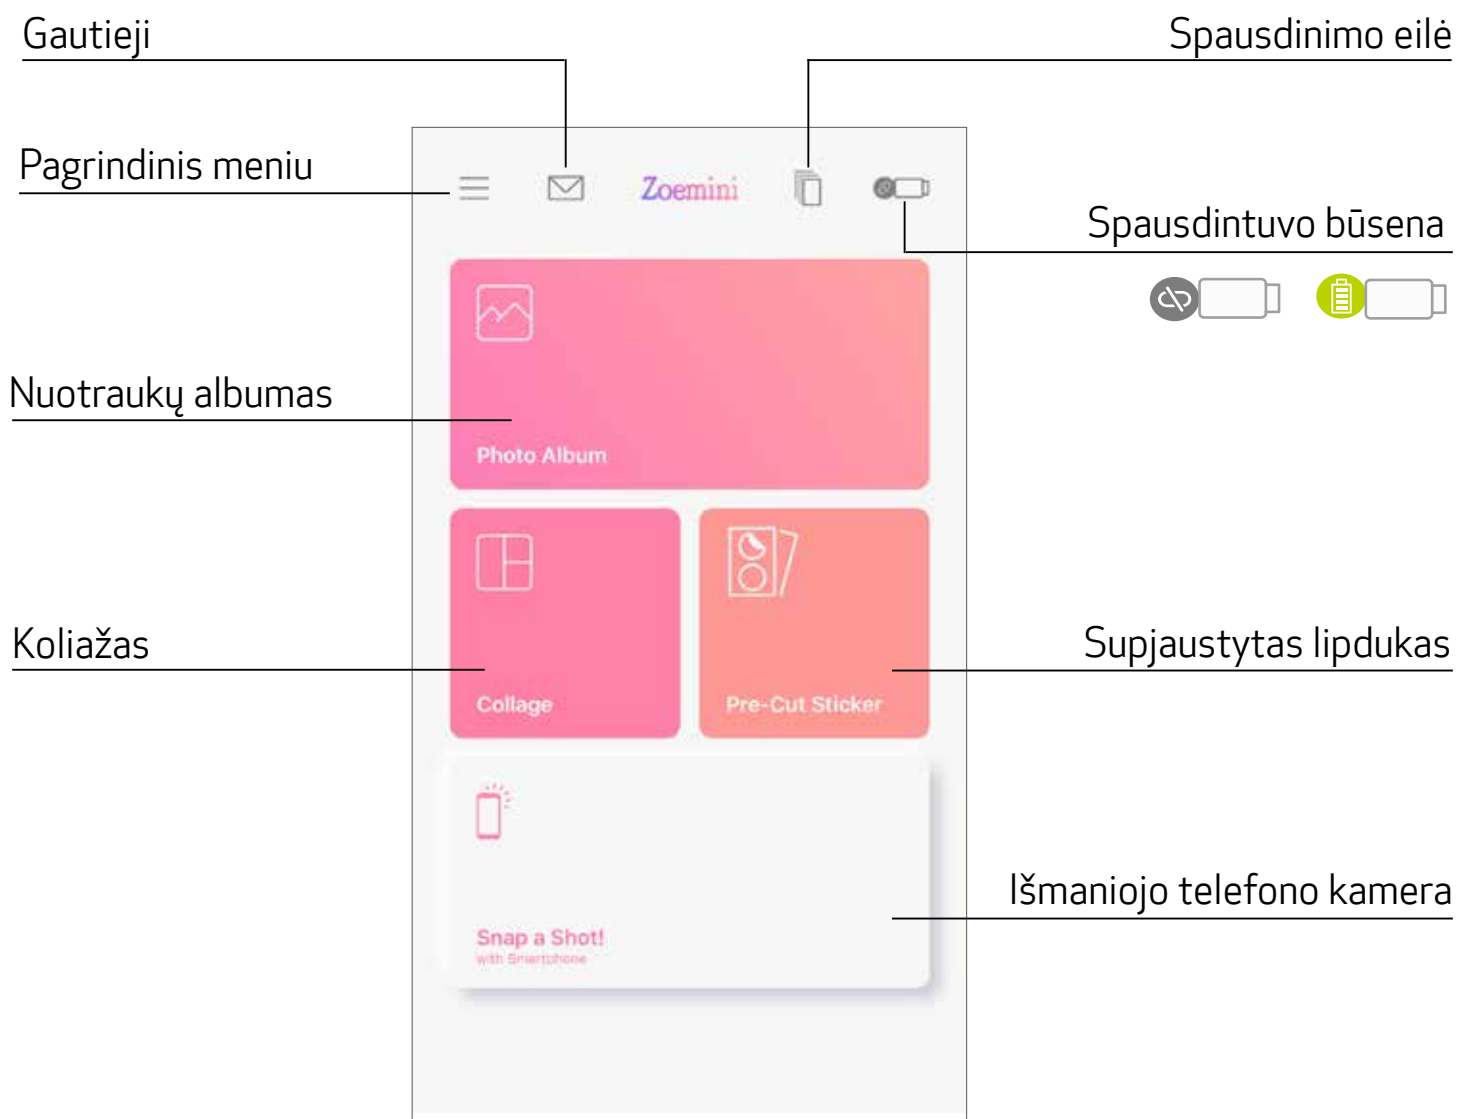 Gautieji
Spausdinimo eilė
Pagrindinis meniu
Zoemini
Spausdintuvo būsena
Nuotraukų albumas
Photo Album
Koliažas
Supjaustytas lipdukas
Collage
Pre-Cut Sticker
Išmaniojo telefono kamera
Snap a Shot!
with Smartphone